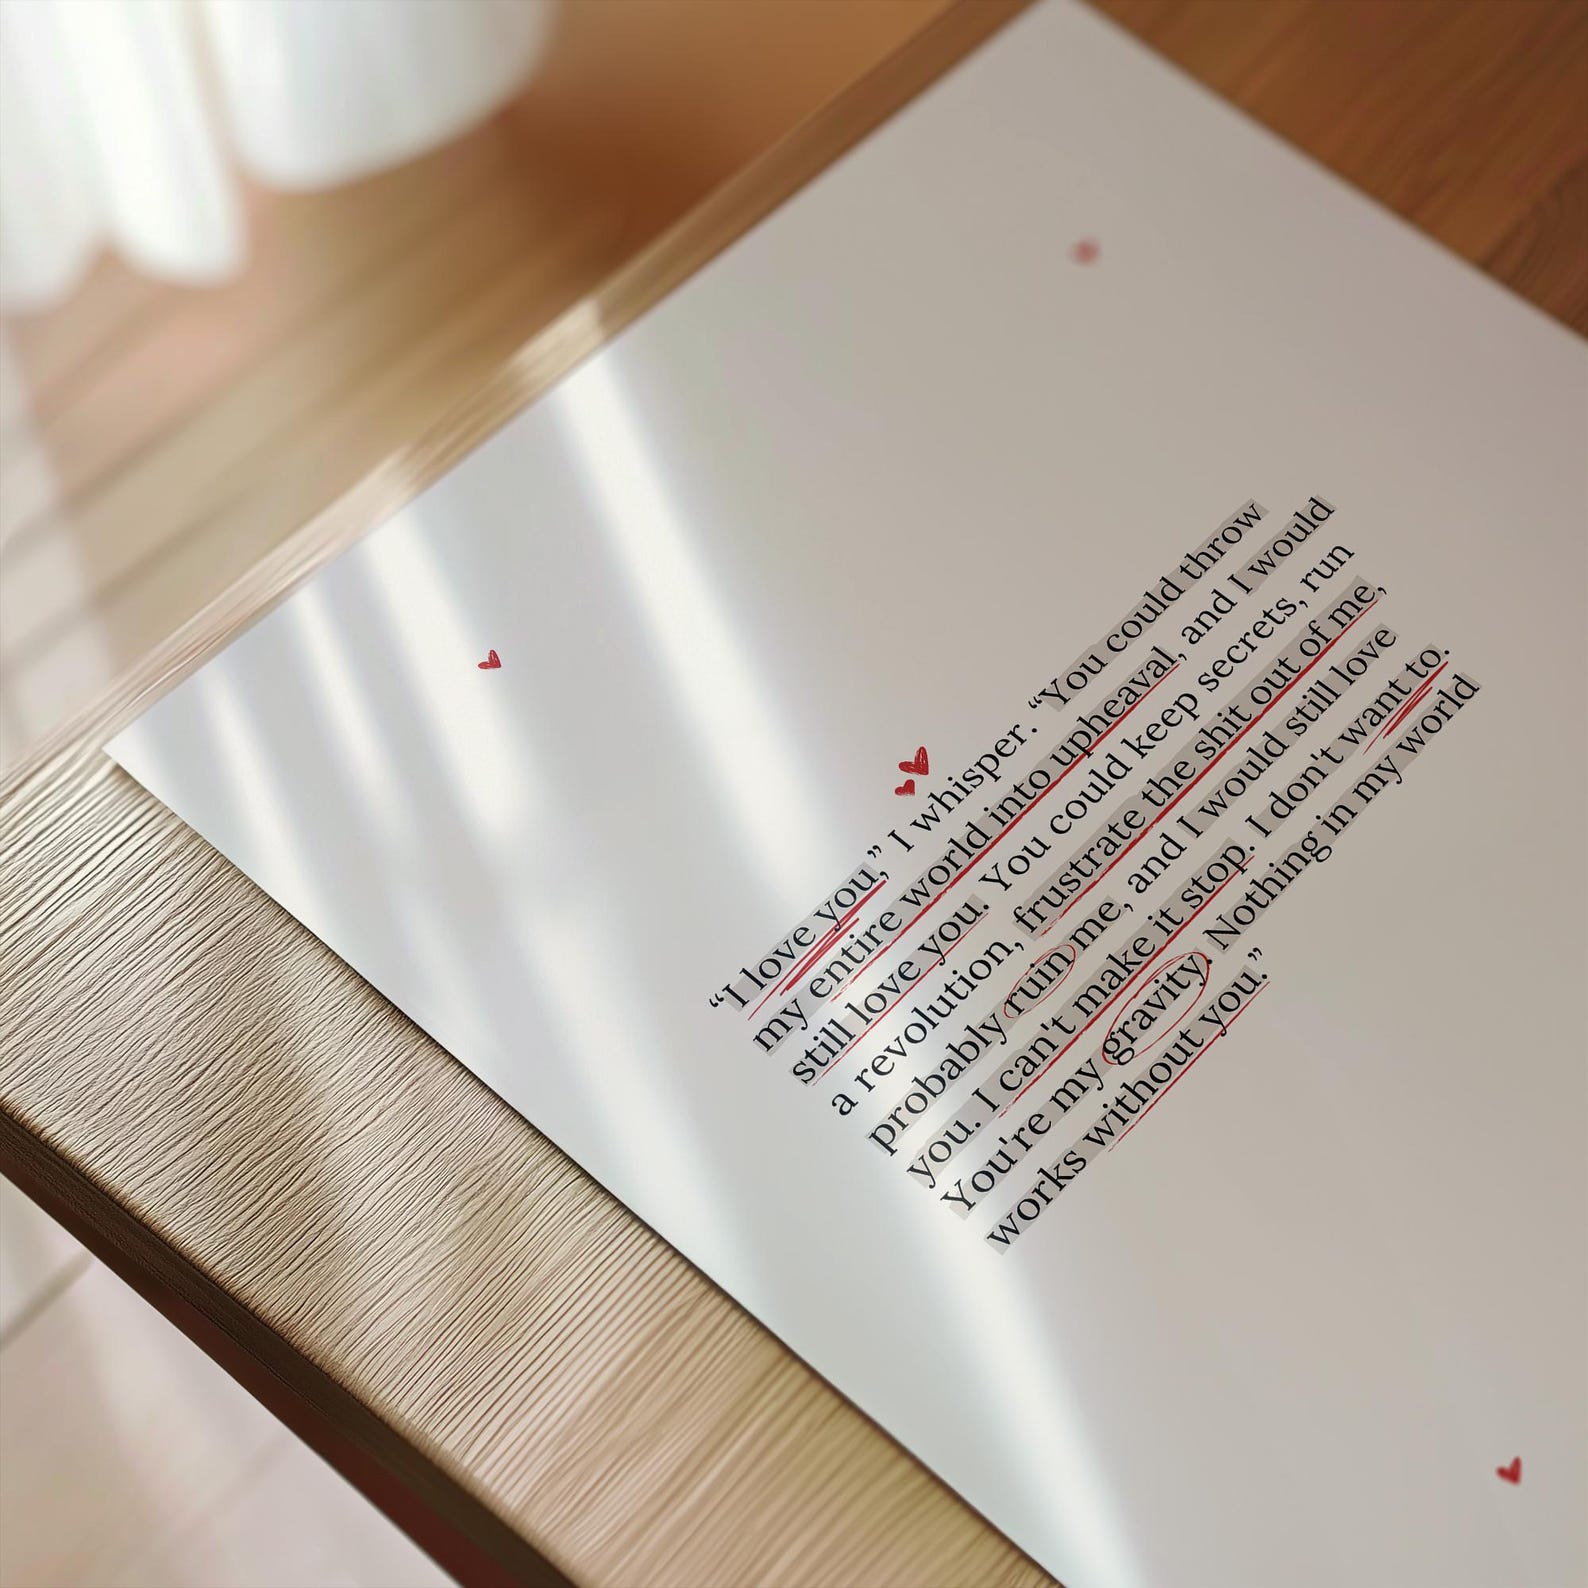 “I love you,” I whisper. “You could throw
my entire world into upheaval, and I would
still love you. You could keep secrets, run
a revolution, frustrate the shit out of me,
probably ruin me, and I would still love
you. I can't make it stop. I don't want to.
You're my gravity. Nothing in my world
works without you.”